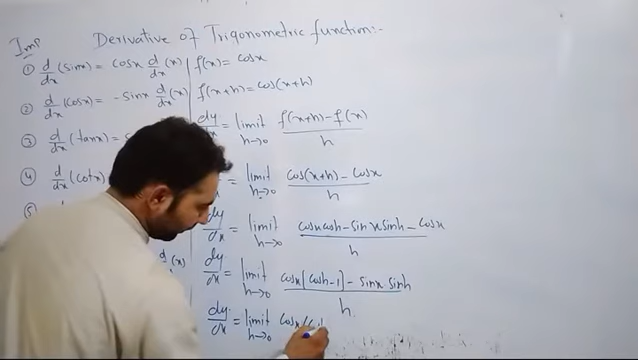 Imp
Derivative of Trigonometric function:-
① d/dx (sinx) = cosx d/dx (x)
② d/dx (cosx) = -sinx d/dx (x)
③ d/dx (tanx) =
④ d/dx (cotx)
⑤
d/dx (x)
f(x) = cosx
f(x+h) = cos(x+h)
dy/dx = limit h→0 f(x+h) - f(x) / h
= limit h→0 cos(x+h) - cosx / h
dy/dx = limit h→0 cosx cosh - sinx sinh - cosx / h
dy/dx = limit h→0 cosx(cosh-1) - sinx sinh / h
dy/dx = limit h→0 cosx